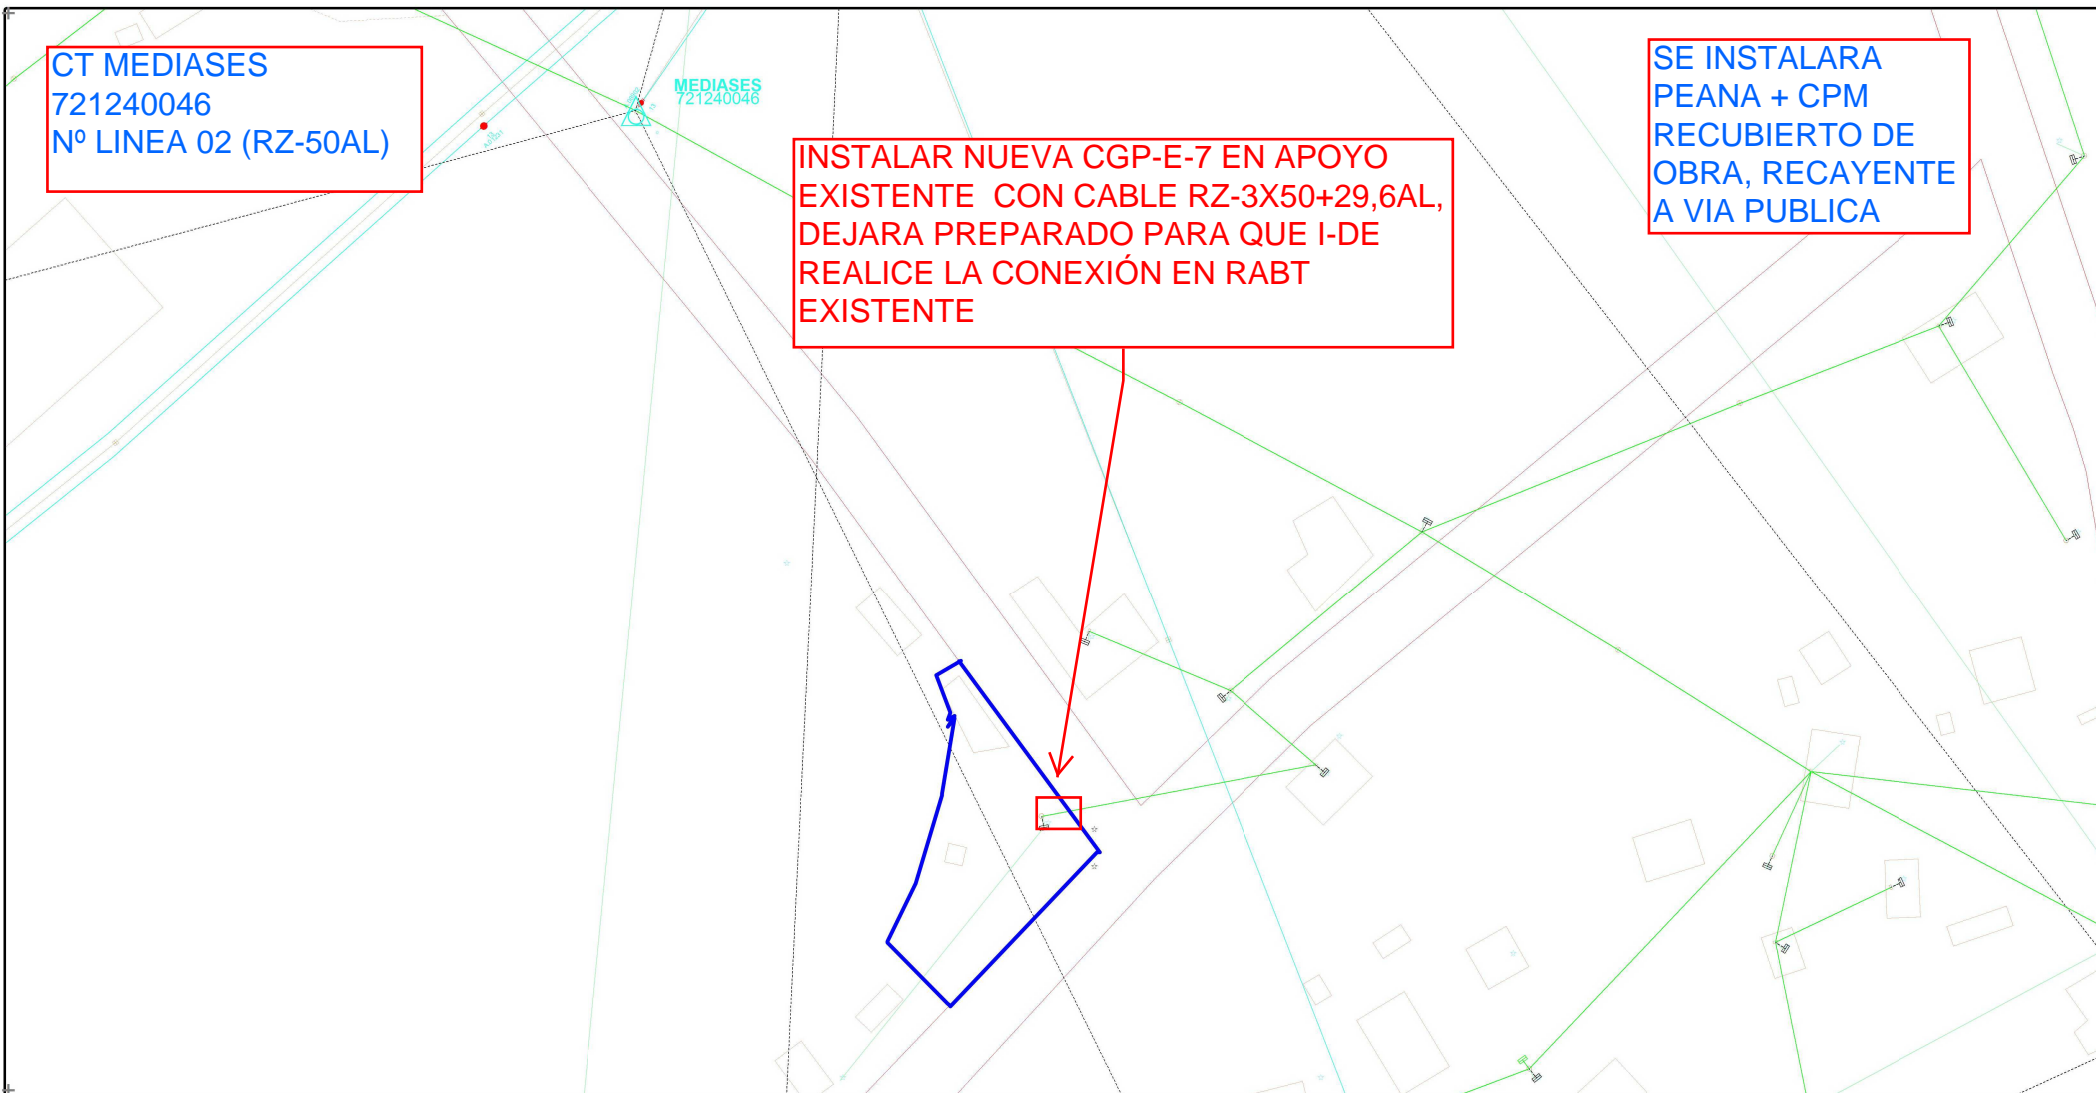 CT MEDIASES
721240046
Nº LINEA 02 (RZ-50AL)
MEDIASES
721240046
INSTALAR NUEVA CGP-E-7 EN APOYO
EXISTENTE CON CABLE RZ-3X50+29,6AL,
DEJARA PREPARADO PARA QUE I-DE
REALICE LA CONEXIÓN EN RABT
EXISTENTE
SE INSTALARA
PEANA + CPM
RECUBIERTO DE
OBRA, RECAYENTE
A VIA PUBLICA